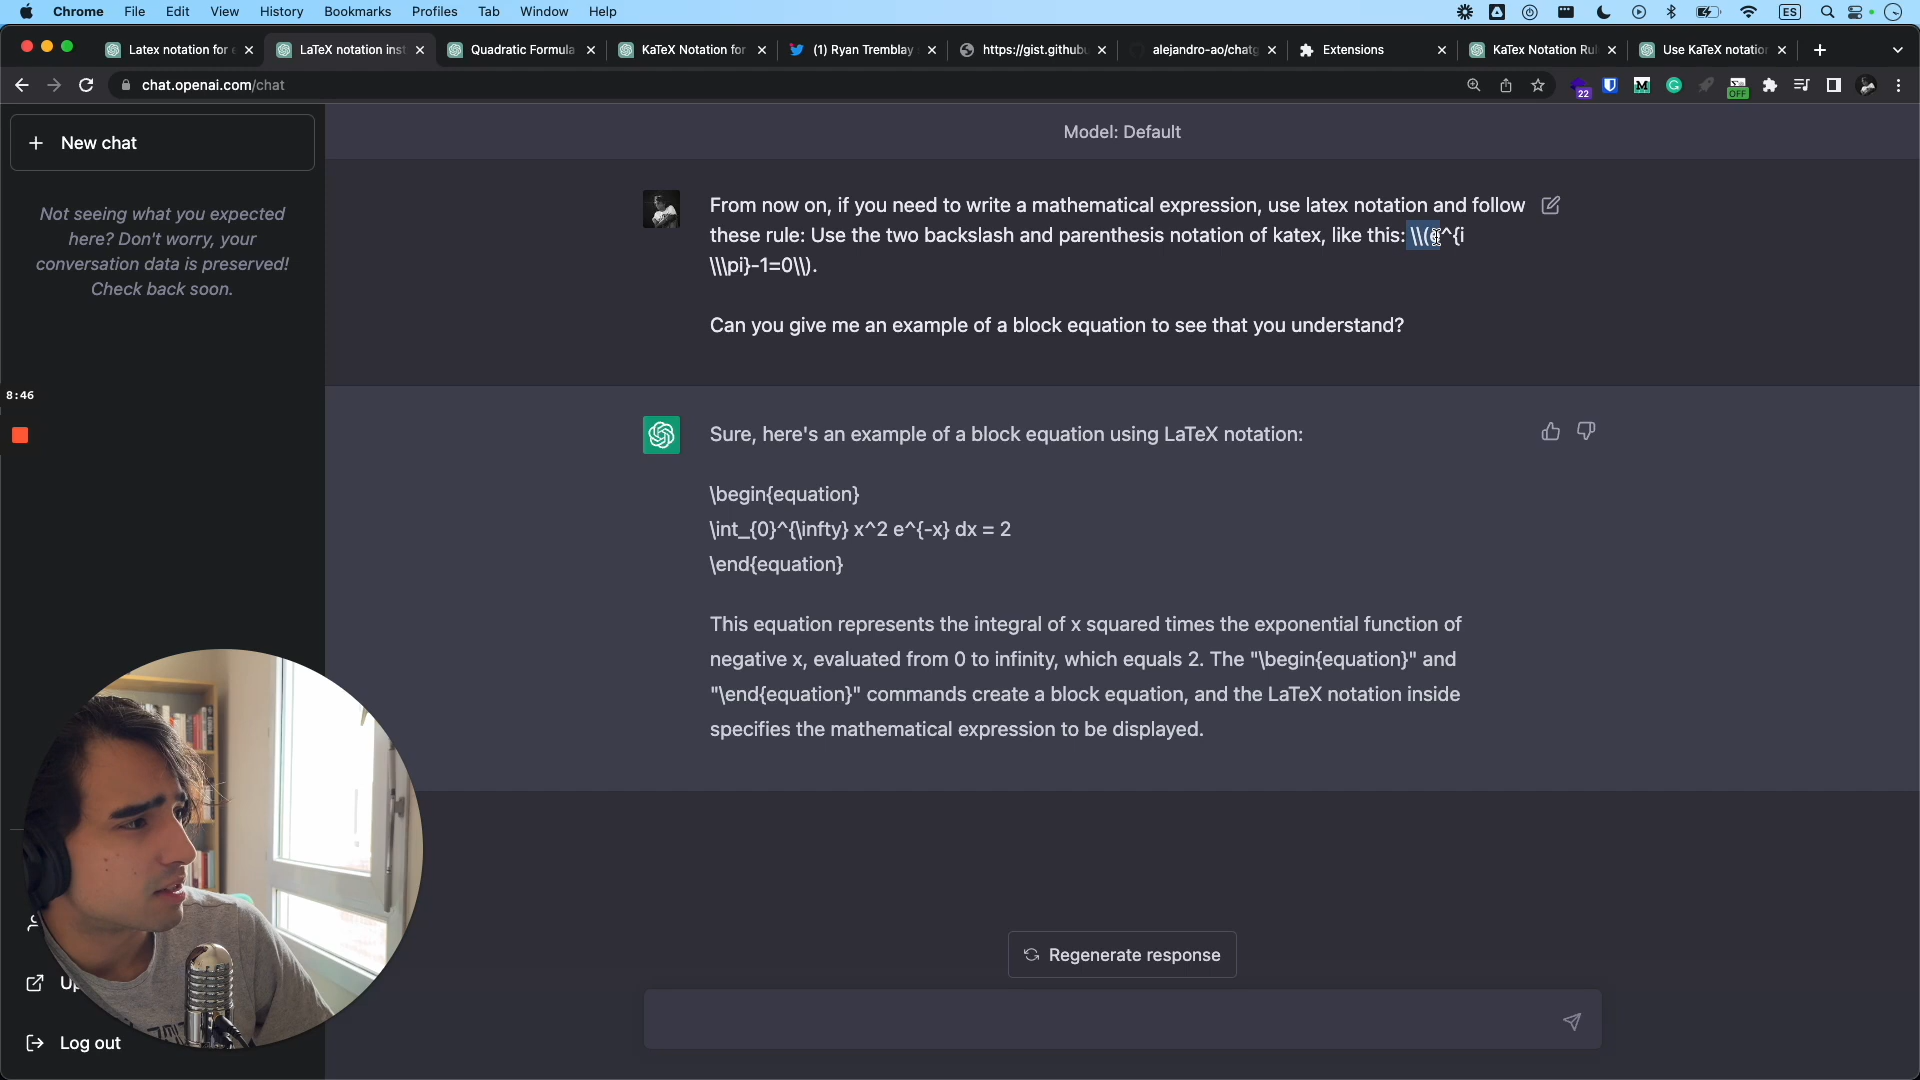 Chrome File Edit View History Bookmarks Profiles Tab Window Help ES
Latex notation for e
LaTeX notation inst
Quadratic Formula
KaTeX Notation for
(1) Ryan Tremblay
https://gist.github.
alejandro-ao/chatg
Extensions
KaTex Notation Rul
Use KaTeX notatio
chat.openai.com/chat
22
OFF
New chat
Not seeing what you expected
here? Don't worry, your
conversation data is preserved!
Check back soon.
8:46
Model: Default
From now on, if you need to write a mathematical expression, use latex notation and follow
these rule: Use the two backslash and parenthesis notation of katex, like this: \\(e^{i
\\\pi}-1=0\\).
Can you give me an example of a block equation to see that you understand?
Sure, here's an example of a block equation using LaTeX notation:
\begin{equation}
\int_{0}^{\infty} x^2 e^{-x} dx = 2
\end{equation}
This equation represents the integral of x squared times the exponential function of
negative x, evaluated from 0 to infinity, which equals 2. The "\begin{equation}" and
"\end{equation}" commands create a block equation, and the LaTeX notation inside
specifies the mathematical expression to be displayed.
Regenerate response
Log out